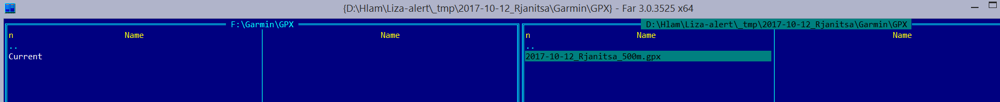 {D:\Hlam\Liza-alert\_tmp\2017-10-12_Rjanitsa\Garmin\GPX} - Far 3.0.3525 x64
F:\Garmin\GPX
n Name Name
..
Current
D:\Hlam\Liza-alert\_tmp\2017-10-12_Rjanitsa\Garmin\GPX
n Name Name
..
2017-10-12_Rjanitsa_500m.gpx